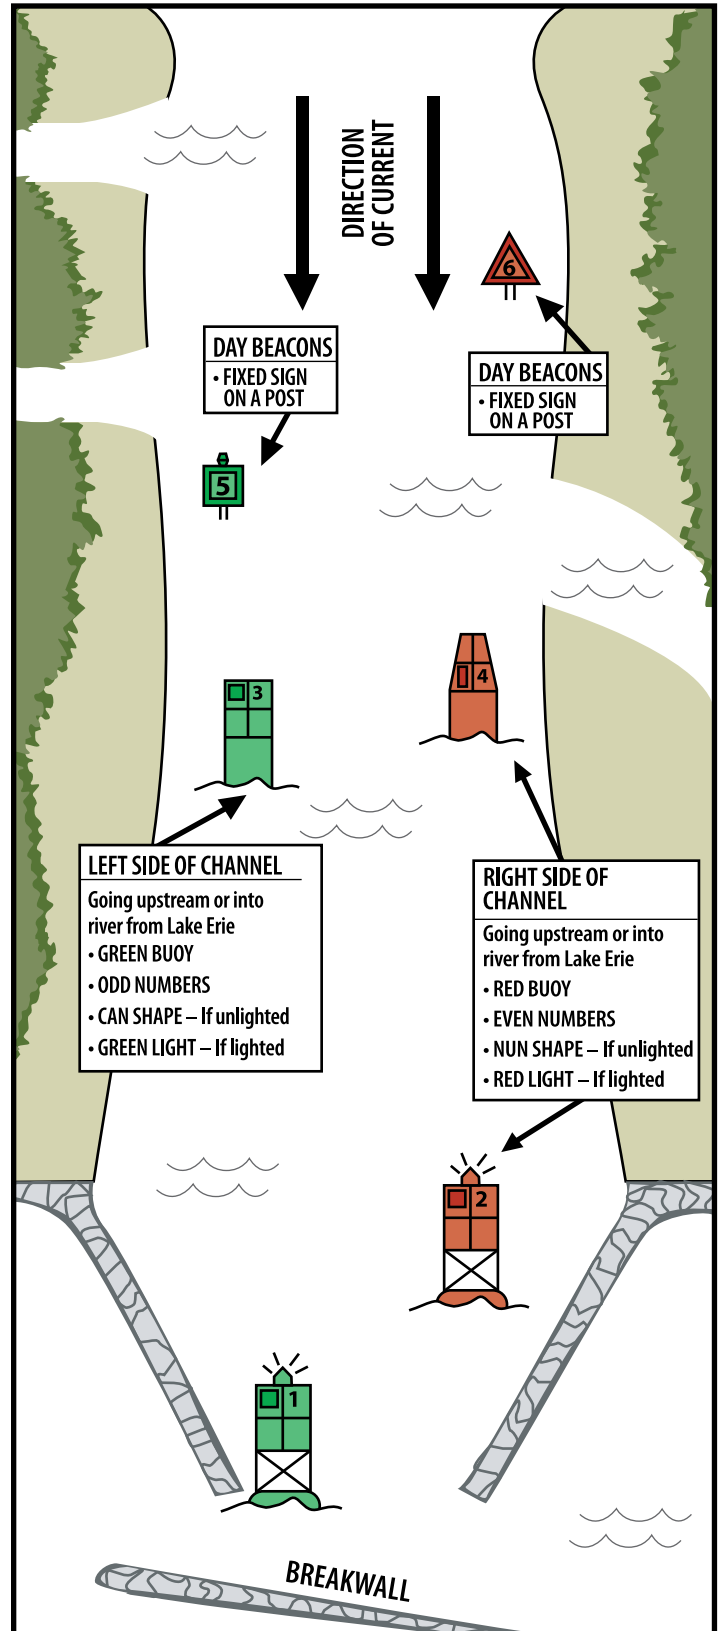 DIRECTION
OF CURRENT
6
DAY BEACONS
• FIXED SIGN
ON A POST
DAY BEACONS
• FIXED SIGN
ON A POST
5
4
3
LEFT SIDE OF CHANNEL
Going upstream or into
river from Lake Erie
• GREEN BUOY
• ODD NUMBERS
• CAN SHAPE – If unlighted
• GREEN LIGHT – If lighted
RIGHT SIDE OF
CHANNEL
Going upstream or into
river from Lake Erie
• RED BUOY
• EVEN NUMBERS
• NUN SHAPE – If unlighted
• RED LIGHT – If lighted
2
1
BREAKWALL